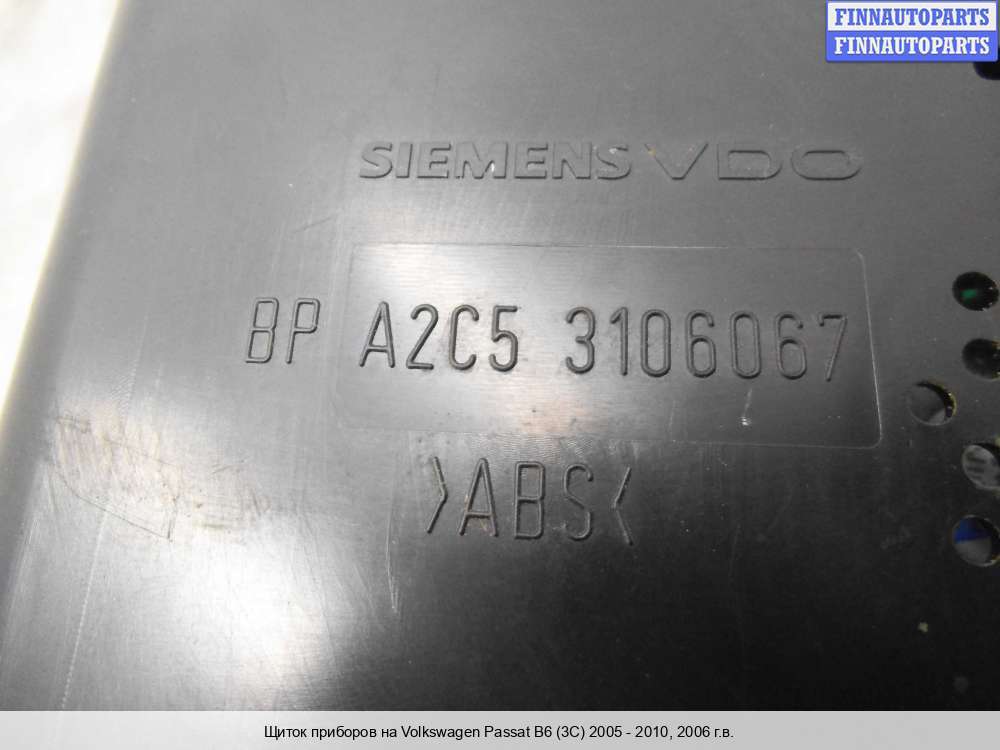 FINNAUTOPARTS
FINNAUTOPARTS
SIEMENS VDO
BP A2C5 3106067
>ABS<
Щиток приборов на Volkswagen Passat B6 (3C) 2005 - 2010, 2006 г.в.